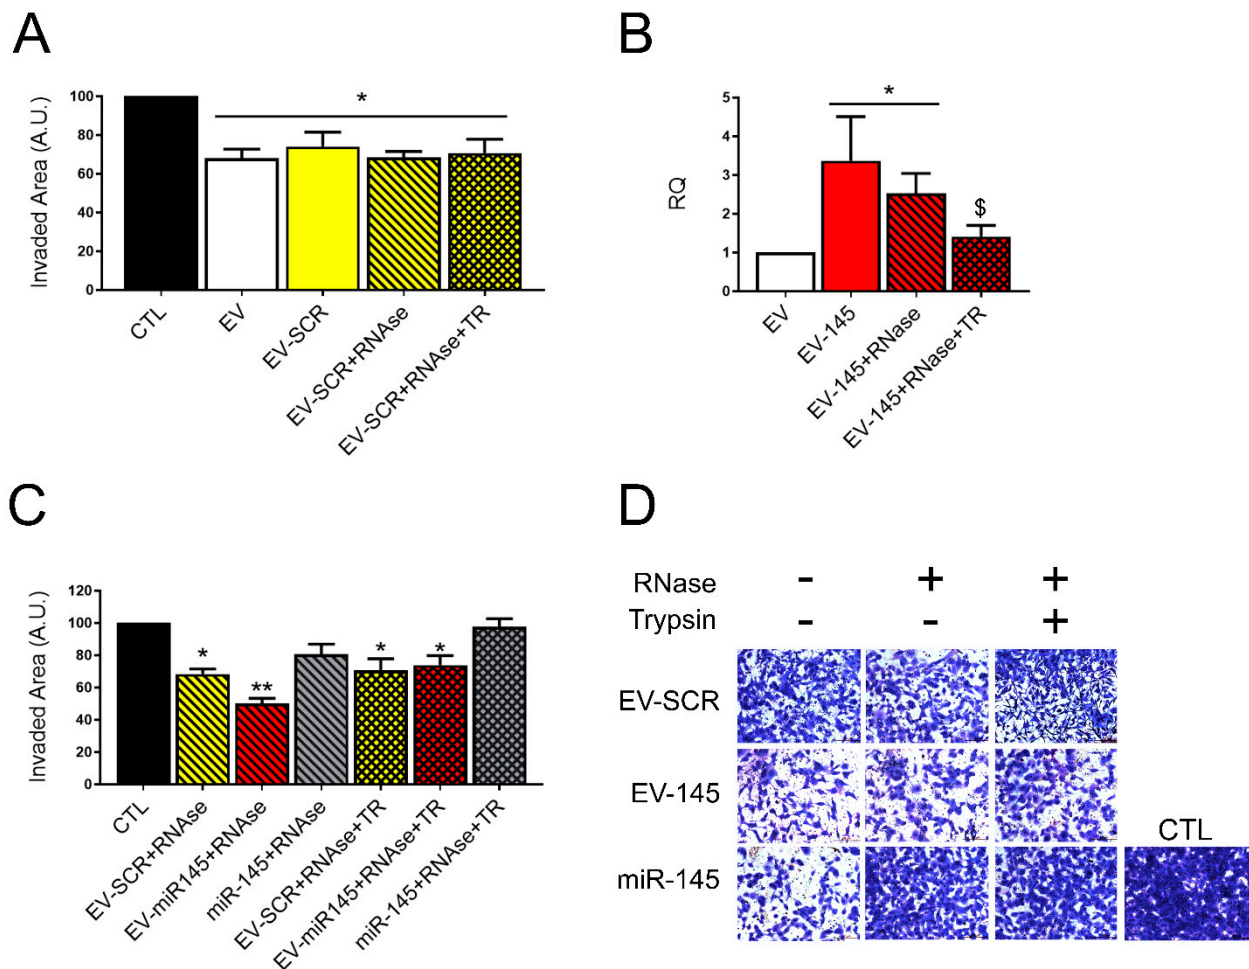 A
Invaded Area (A.U.)
100
80
60
40
20
0
*
CTL
EV
EV-SCR
EV-SCR+RNAse
EV-SCR+RNAse+TR
B
RQ
5
4
3
2
1
0
*
$
EV
EV-145
EV-145+RNase
EV-145+RNase+TR
C
Invaded Area (A.U.)
120
100
80
60
40
20
0
*
**
*
*
CTL
EV-SCR+RNAse
EV-miR145+RNAse
miR-145+RNAse
EV-SCR+RNAse+TR
EV-miR145+RNAse+TR
miR-145+RNAse+TR
D
RNase - + +
Trypsin - - +
EV-SCR
EV-145
CTL
miR-145